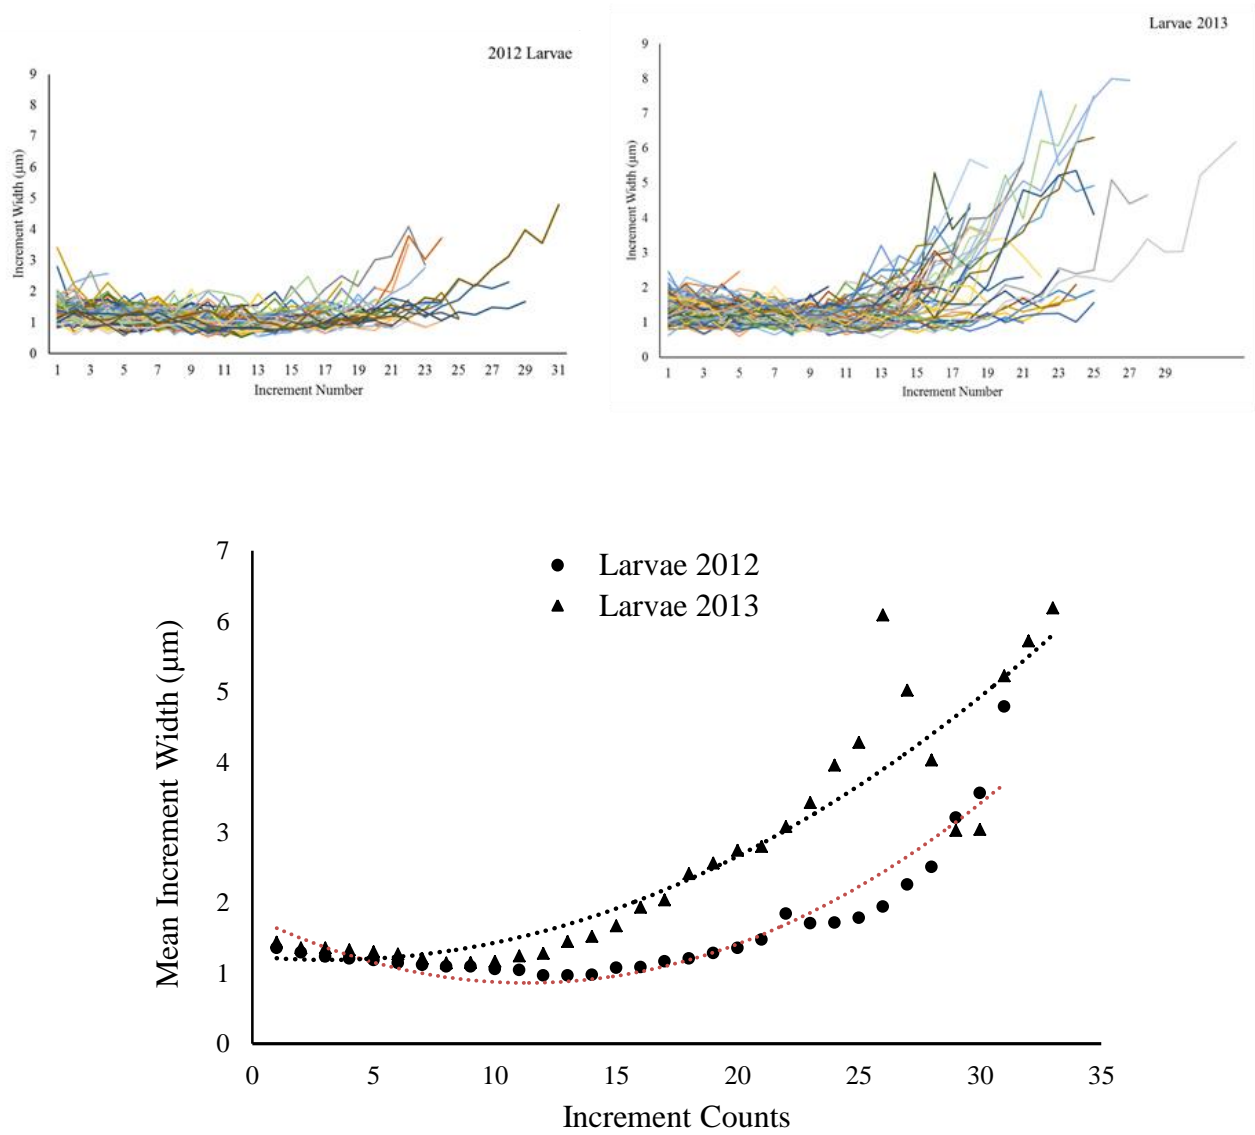 2012 Larvae
9
8
7
6
5
4
3
2
1
0
Increment Width (μm)
1 3 5 7 9 11 13 15 17 19 21 23 25 27 29 31
Increment Number
Larvae 2013
9
8
7
6
5
4
3
2
1
0
Increment Width (μm)
1 3 5 7 9 11 13 15 17 19 21 23 25 27 29
Increment Number
Larvae 2012
Larvae 2013
7
6
5
4
3
2
1
0
Mean Increment Width (μm)
0 5 10 15 20 25 30 35
Increment Counts